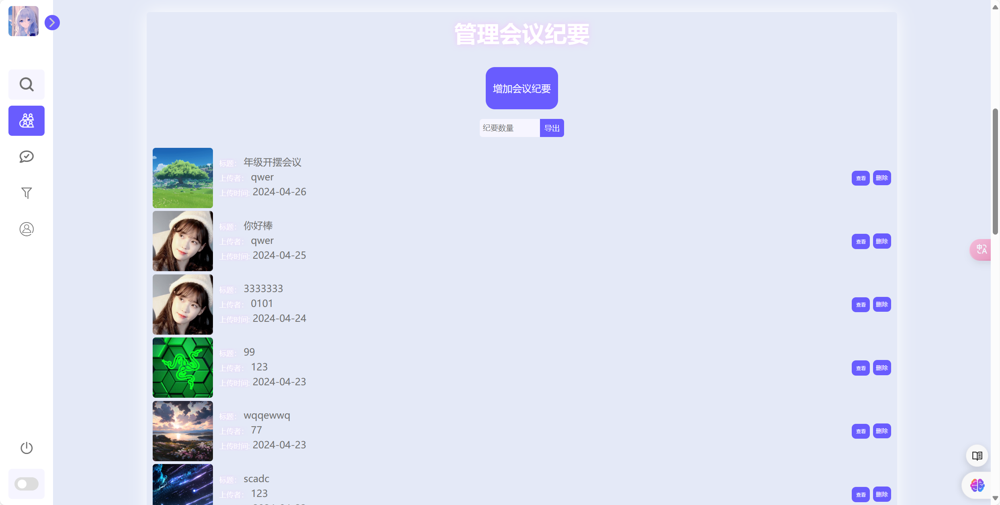 管理会议纪要
增加会议纪要
纪要数量 导出
标题： 年级开摆会议
上传者： qwer
上传时间: 2024-04-26
查看 删除
标题： 你好棒
上传者： qwer
上传时间: 2024-04-25
查看 删除
标题： 3333333
上传者： 0101
上传时间: 2024-04-24
查看 删除
标题： 99
上传者： 123
上传时间: 2024-04-23
查看 删除
标题： wqqewwq
上传者： 77
上传时间: 2024-04-23
查看 删除
标题： scadc
上传者： 123
查看 删除